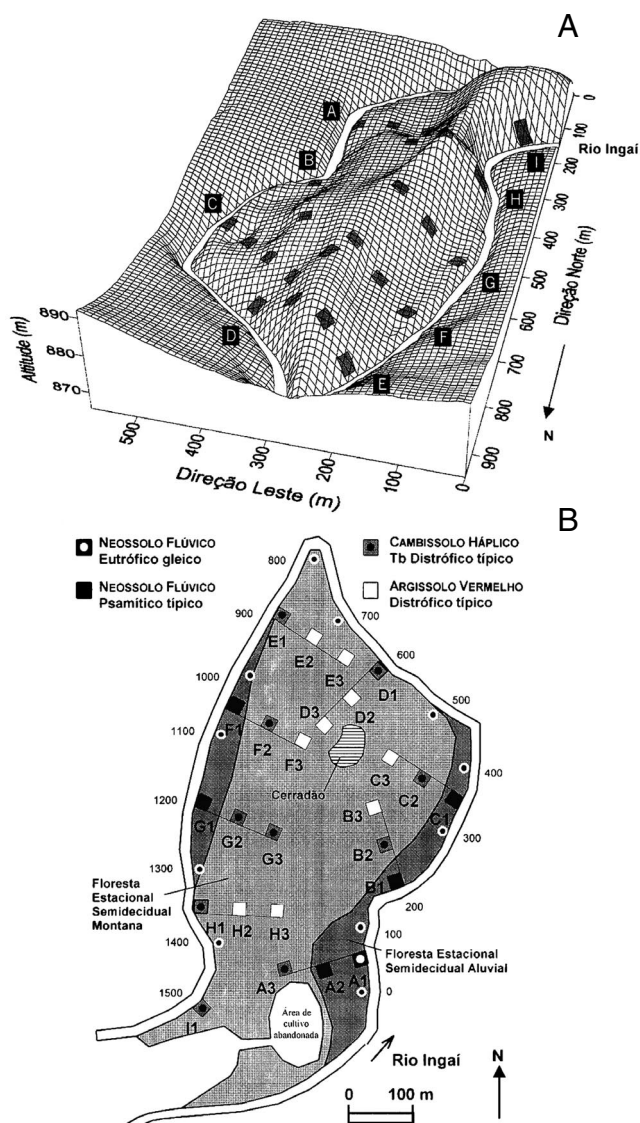 A
A
B
C
D
E
F
G
H
I
Rio Ingaí
0
100
200
300
400
500
600
700
800
900
Direção Norte (m)
N
890
880
870
Altitude (m)
500
400
300
200
100
0
Direção Leste (m)
B
NEOSSOLO FLÚVICO
Eutrófico gleico
NEOSSOLO FLÚVICO
Psamítico típico
CAMBISSOLO HÁPLICO
Tb Distrófico típico
ARGISSOLO VERMELHO
Distrófico típico
800
900
700
600
1000
500
1100
400
1200
300
1300
200
1400
100
1500
0
E1
E2
E3
D1
D2
D3
F1
F2
F3
Cerradão
C3
C2
C1
G1
G2
G3
B3
B2
B1
Floresta
Estacional
Semidecidual
Montana
H1
H2
H3
Floresta Estacional
Semidecidual Aluvial
A3
A2
A1
I1
Área de
cultivo
abandonada
Rio Ingaí
N
0
100 m